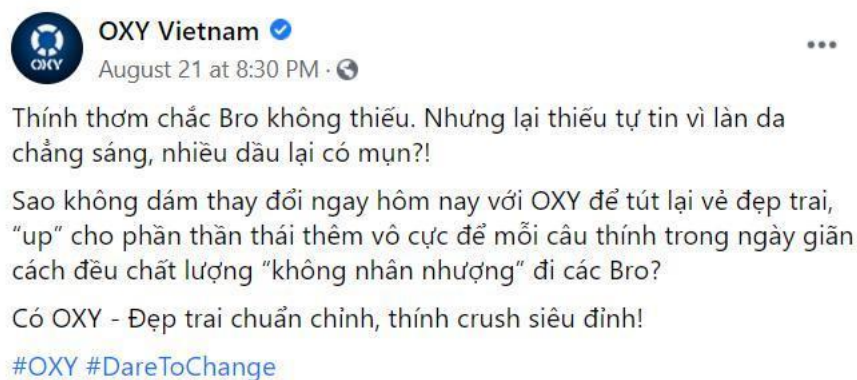 OXY Vietnam
OXY
August 21 at 8:30 PM ·
Thính thơm chắc Bro không thiếu. Nhưng lại thiếu tự tin vì làn da
chẳng sáng, nhiều dầu lại có mụn?!
Sao không dám thay đổi ngay hôm nay với OXY để tút lại vẻ đẹp trai,
“up” cho phần thần thái thêm vô cực để mỗi câu thính trong ngày giãn
cách đều chất lượng “không nhân nhượng” đi các Bro?
Có OXY - Đẹp trai chuẩn chỉnh, thính crush siêu đỉnh!
#OXY #DareToChange